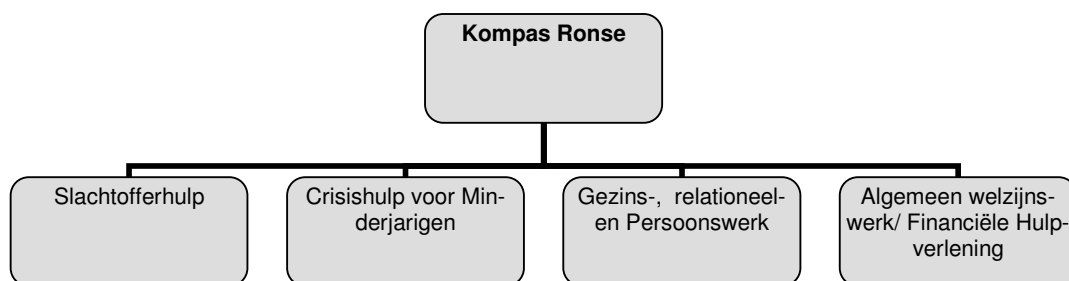 Kompas Ronse
Slachtofferhulp
Crisishulp voor Min-
derjarigen
Gezins-, relationeel-
en Persoonswerk
Algemeen welzijns-
werk/ Financiële Hulp-
verlening